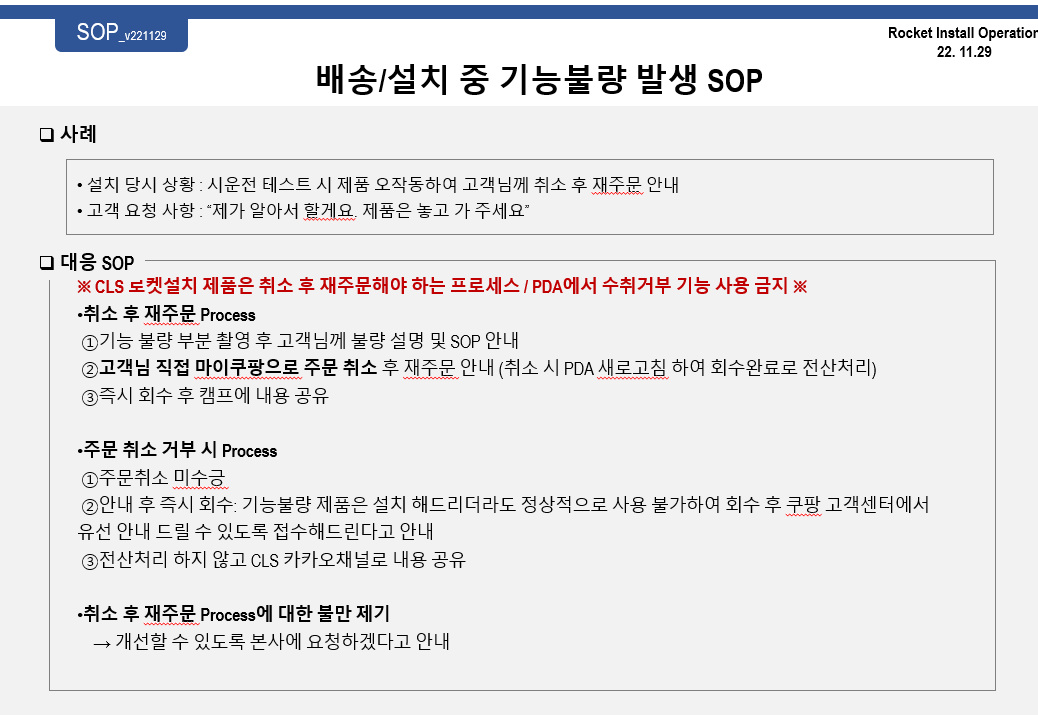 SOP_v221129
Rocket Install Operation
22. 11.29
배송/설치 중 기능불량 발생 SOP
❑ 사례
• 설치 당시 상황 : 시운전 테스트 시 제품 오작동하여 고객님께 취소 후 재주문 안내
• 고객 요청 사항 : “제가 알아서 할게요. 제품은 놓고 가 주세요”
❑ 대응 SOP
※ CLS 로켓설치 제품은 취소 후 재주문해야 하는 프로세스 / PDA에서 수취거부 기능 사용 금지 ※
•취소 후 재주문 Process
①기능 불량 부분 촬영 후 고객님께 불량 설명 및 SOP 안내
②고객님 직접 마이쿠팡으로 주문 취소 후 재주문 안내 (취소 시 PDA 새로고침 하여 회수완료로 전산처리)
③즉시 회수 후 캠프에 내용 공유
•주문 취소 거부 시 Process
①주문취소 미수긍
②안내 후 즉시 회수: 기능불량 제품은 설치 해드리더라도 정상적으로 사용 불가하여 회수 후 쿠팡 고객센터에서
유선 안내 드릴 수 있도록 접수해드린다고 안내
③전산처리 하지 않고 CLS 카카오채널로 내용 공유
•취소 후 재주문 Process에 대한 불만 제기
→ 개선할 수 있도록 본사에 요청하겠다고 안내